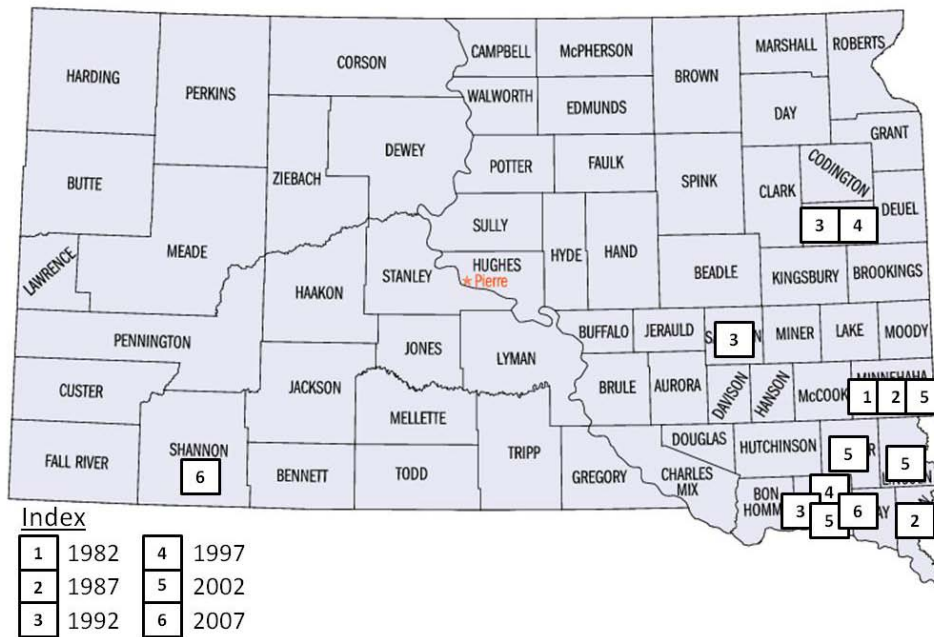 HARDING
PERKINS
CORSON
CAMPBELL
McPHERSON
BROWN
MARSHALL
ROBERTS
WALWORTH
EDMUNDS
DAY
GRANT
BUTTE
ZIEBACH
DEWEY
POTTER
FAULK
SPINK
CLARK
CODINGTON
DEUEL
3 4
LAWRENCE
MEADE
SULLY
HUGHES
Pierre
HYDE
HAND
STANLEY
HAAKON
BEADLE
KINGSBURY
BROOKINGS
PENNINGTON
JONES
LYMAN
BUFFALO
JERAULD
3
MINER
LAKE
MOODY
CUSTER
JACKSON
MELLETTE
BRULE
AURORA
DAVISON
HANSON
McCOOK
MINNEHAHA
1 2 5
FALL RIVER
SHANNON
6
BENNETT
TODD
TRIPP
GREGORY
DOUGLAS
CHARLES
MIX
HUTCHINSON
5
5
BON
HOMM
3
4
5
6
AY
2
Index
1 1982
2 1987
3 1992
4 1997
5 2002
6 2007